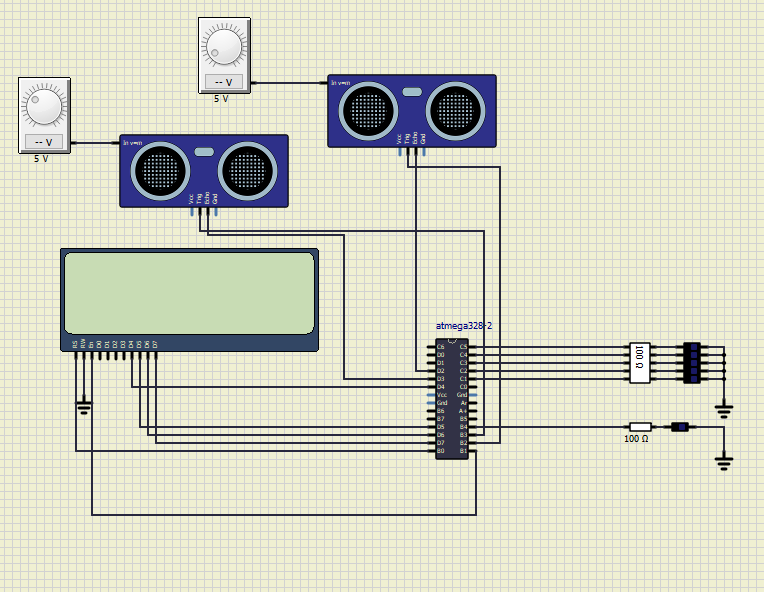 -- V
5 V
In v=m
Vcc
Trig
Echo
Gnd
-- V
5 V
In v=m
Vcc
Trig
Echo
Gnd
RS
RW
En
D0
D1
D2
D3
D4
D5
D6
D7
atmega328-2
C6 C5
D0 C4
D1 C3
D2 C2
D3 C1
D4 C0
Vcc Gnd
Gnd Ar
B6 A+
B7 B5
D5 B4
D6 B3
D7 B2
B0 B1
100 Ω
100 Ω